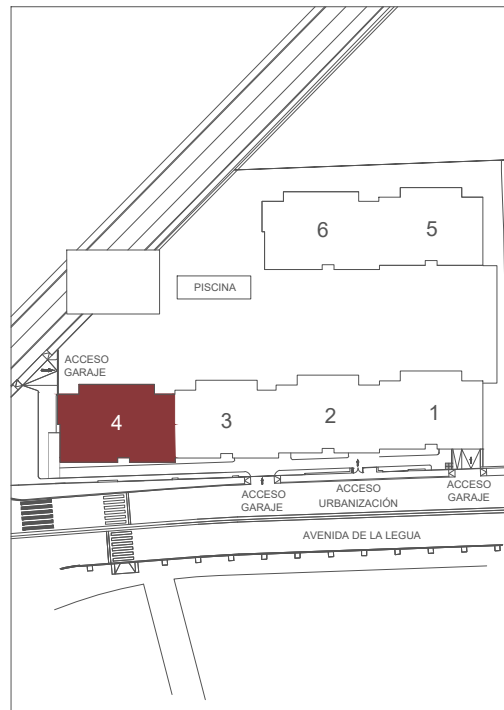 6
5
PISCINA
ACCESO
GARAJE
4
3
2
1
ACCESO
GARAJE
ACCESO
URBANIZACIÓN
ACCESO
GARAJE
AVENIDA DE LA LEGUA